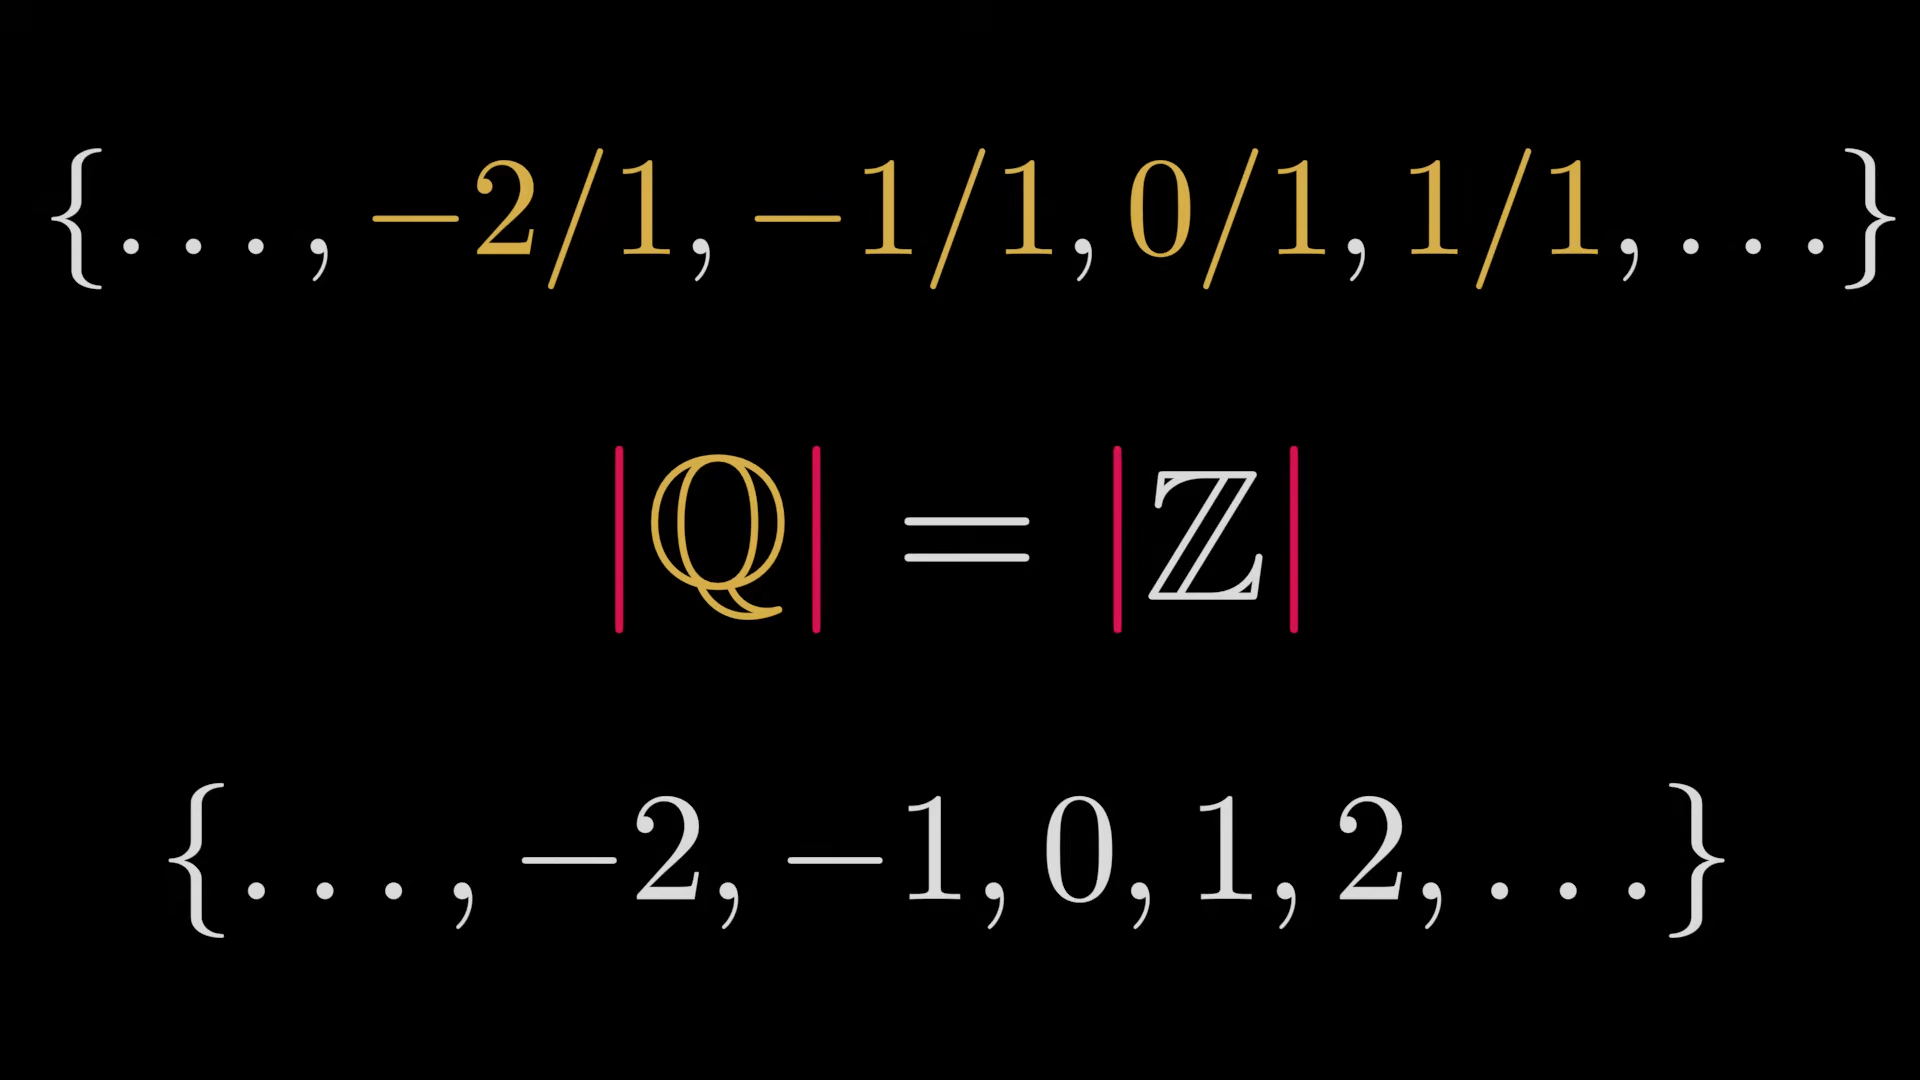 {. . . , −2/1, −1/1, 0/1, 1/1, . . .}
|ℚ| = |ℤ|
{. . . , −2, −1, 0, 1, 2, . . .}